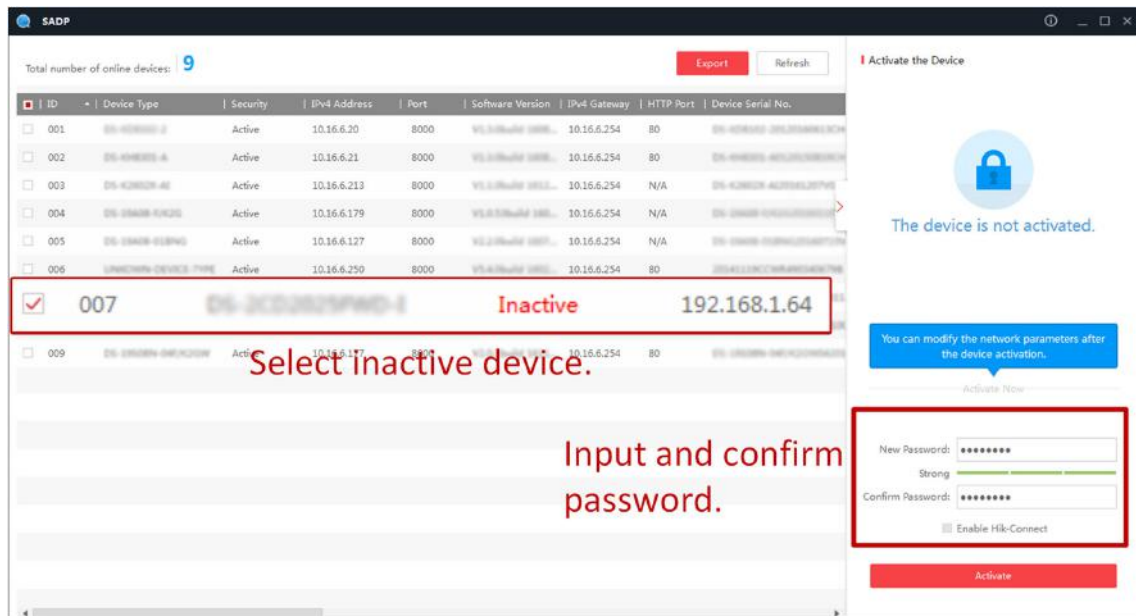 SADP
Total number of online devices: 9
Export
Refresh
ID Device Type Security IPv4 Address Port Software Version IPv4 Gateway HTTP Port Device Serial No.
001 Active 10.16.6.20 8000 10.16.6.254 80
002 Active 10.16.6.21 8000 10.16.6.254 80
003 Active 10.16.6.213 8000 10.16.6.254 N/A
004 Active 10.16.6.179 8000 10.16.6.254 N/A
005 Active 10.16.6.127 8000 10.16.6.254 N/A
006 Active 10.16.6.250 8000 10.16.6.254 80
007 Inactive 192.168.1.64
009 Active 8000 10.16.6.254 80
Select inactive device.
Input and confirm
password.
Activate the Device
The device is not activated.
You can modify the network parameters after
the device activation.
Activate Now
New Password:
Strong
Confirm Password:
Enable Hik-Connect
Activate